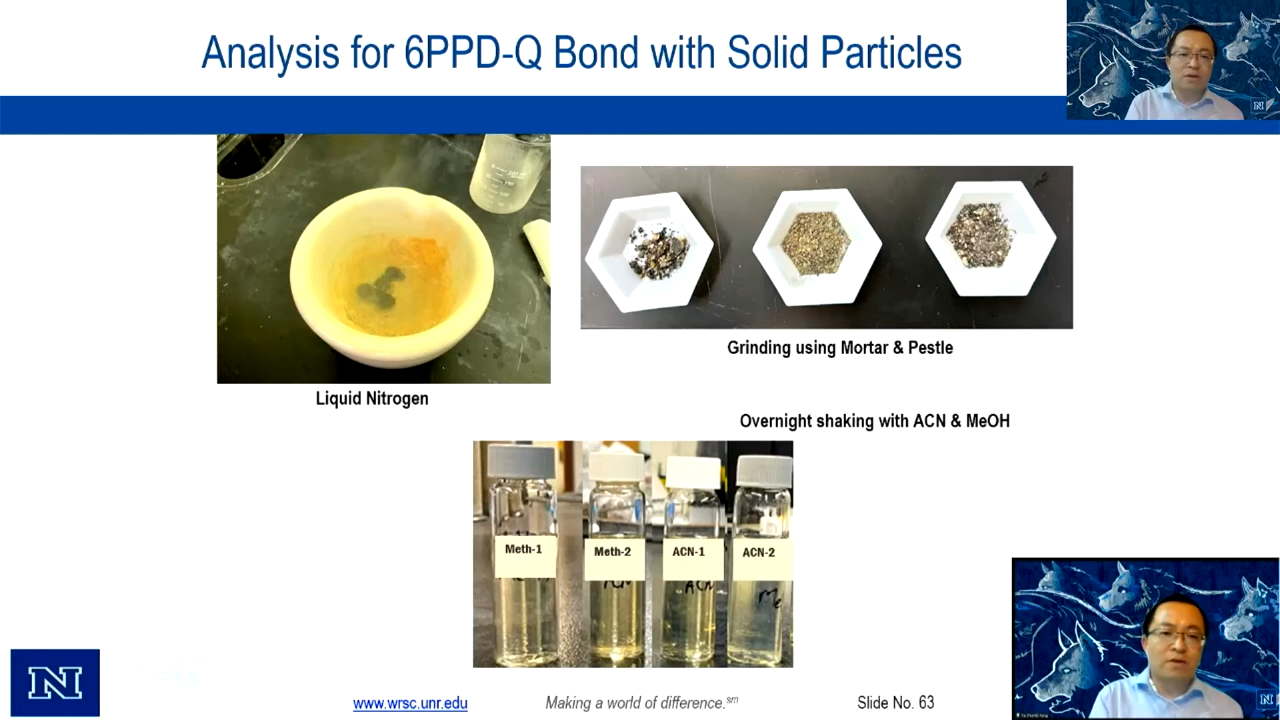 Analysis for 6PPD-Q Bond with Solid Particles
Liquid Nitrogen
Grinding using Mortar & Pestle
Overnight shaking with ACN & MeOH
Meth-1
Meth-2
ACN-1
ACN-2
ACN
Me
N
N
N
N
www.wrsc.unr.edu
Making a world of difference.sm
Slide No. 63